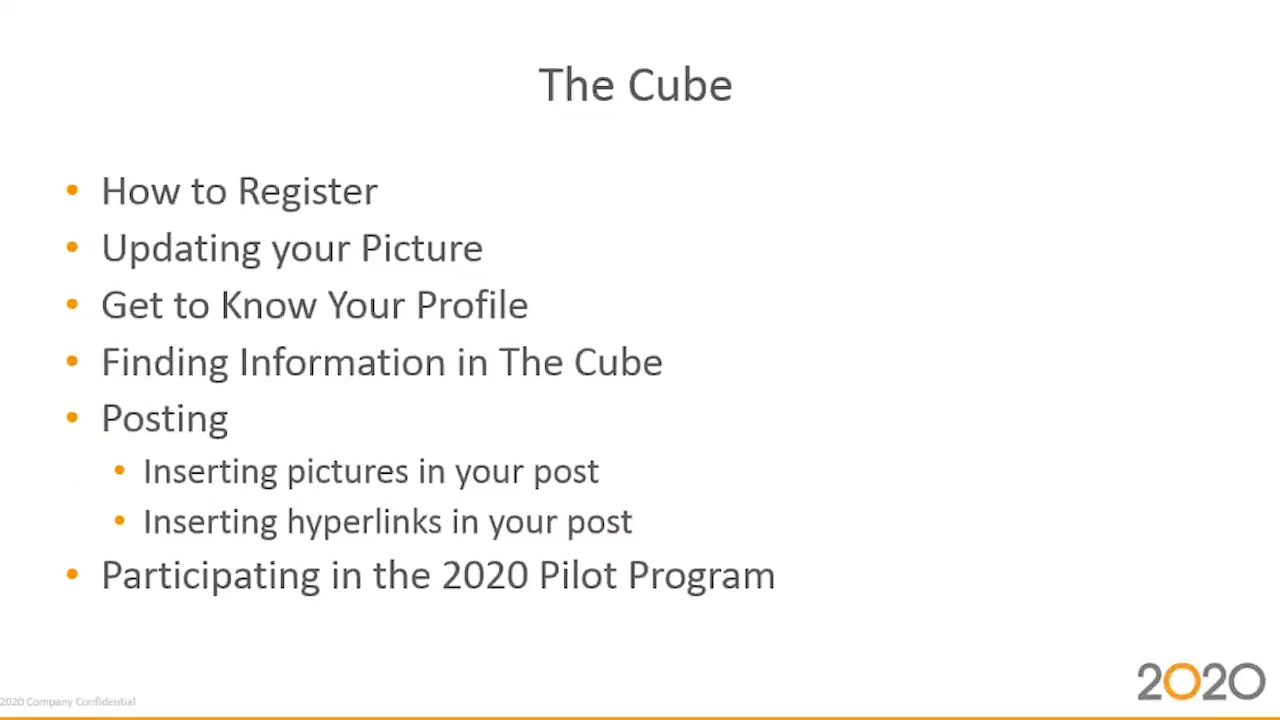 The Cube
• How to Register
• Updating your Picture
• Get to Know Your Profile
• Finding Information in The Cube
• Posting
• Inserting pictures in your post
• Inserting hyperlinks in your post
• Participating in the 2020 Pilot Program
2020
2020 Company Confidential